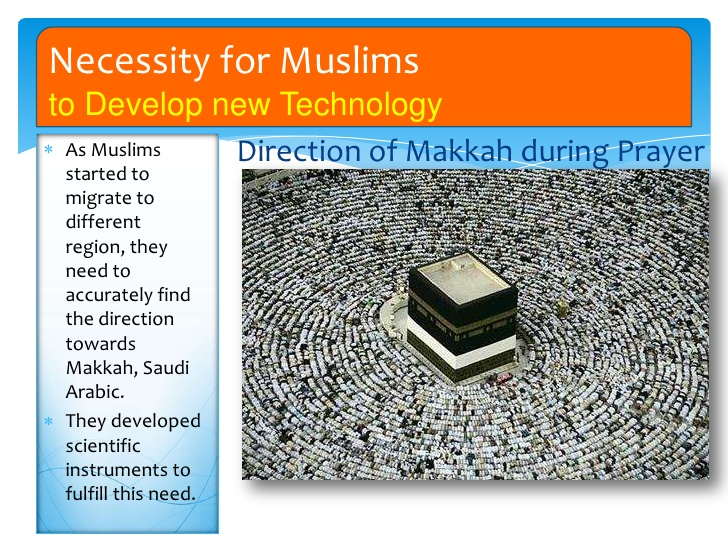 Necessity for Muslims
to Develop new Technology
Direction of Makkah during Prayer
* As Muslims
started to
migrate to
different
region, they
need to
accurately find
the direction
towards
Makkah, Saudi
Arabic.
* They developed
scientific
instruments to
fulfill this need.